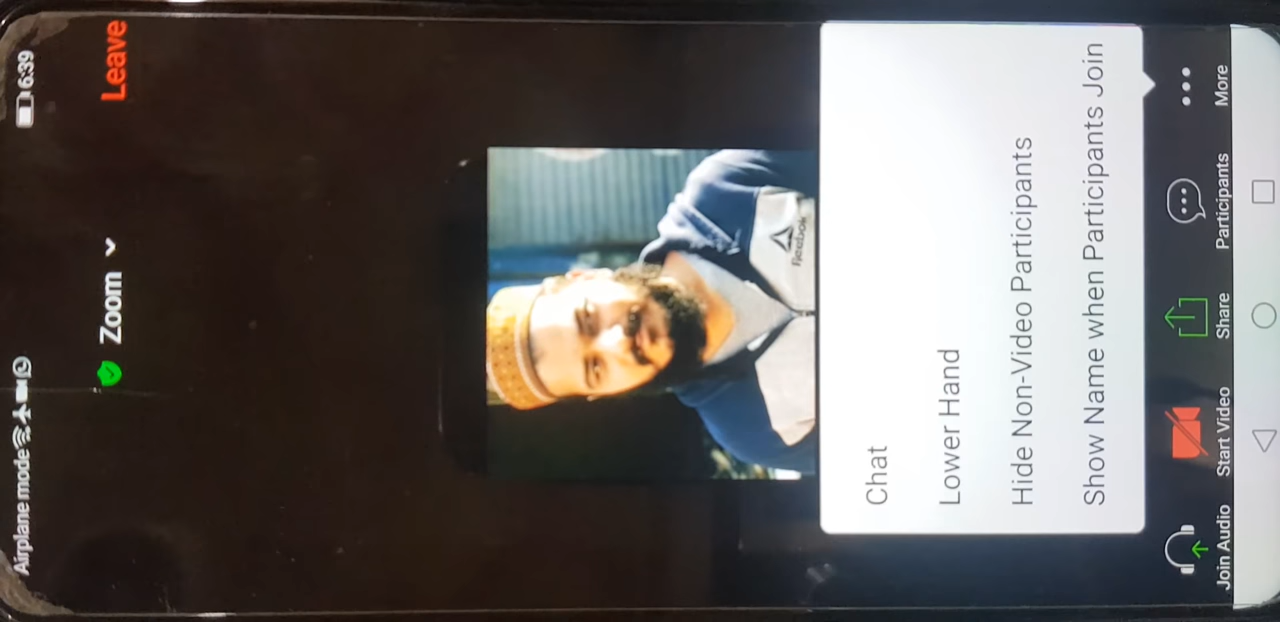 Airplane mode 6:39
Zoom Leave
Reebok
Chat
Lower Hand
Hide Non-Video Participants
Show Name when Participants Join
Join Audio Start Video Share Participants More